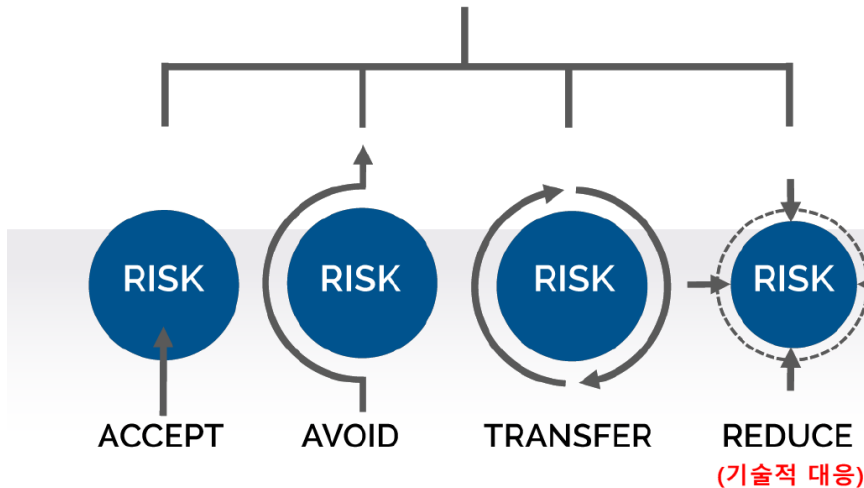 RISK RISK RISK RISK
ACCEPT AVOID TRANSFER REDUCE
(기술적 대응)